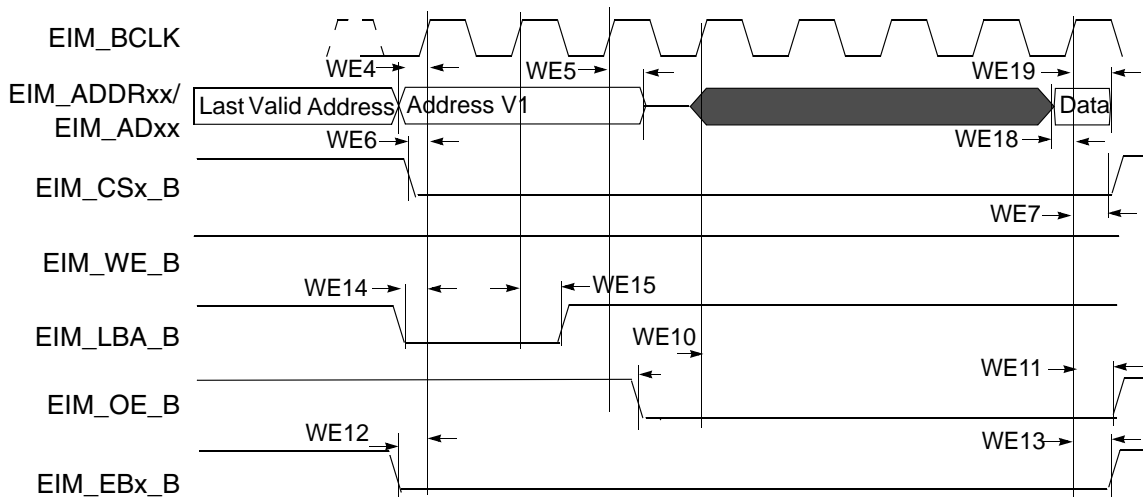 EIM_BCLK
WE4
WE5
WE19
EIM_ADDRxx/
EIM_ADxx
Last Valid Address
Address V1
Data
WE6
WE18
EIM_CSx_B
WE7
EIM_WE_B
WE14
WE15
EIM_LBA_B
WE10
WE11
EIM_OE_B
WE12
WE13
EIM_EBx_B